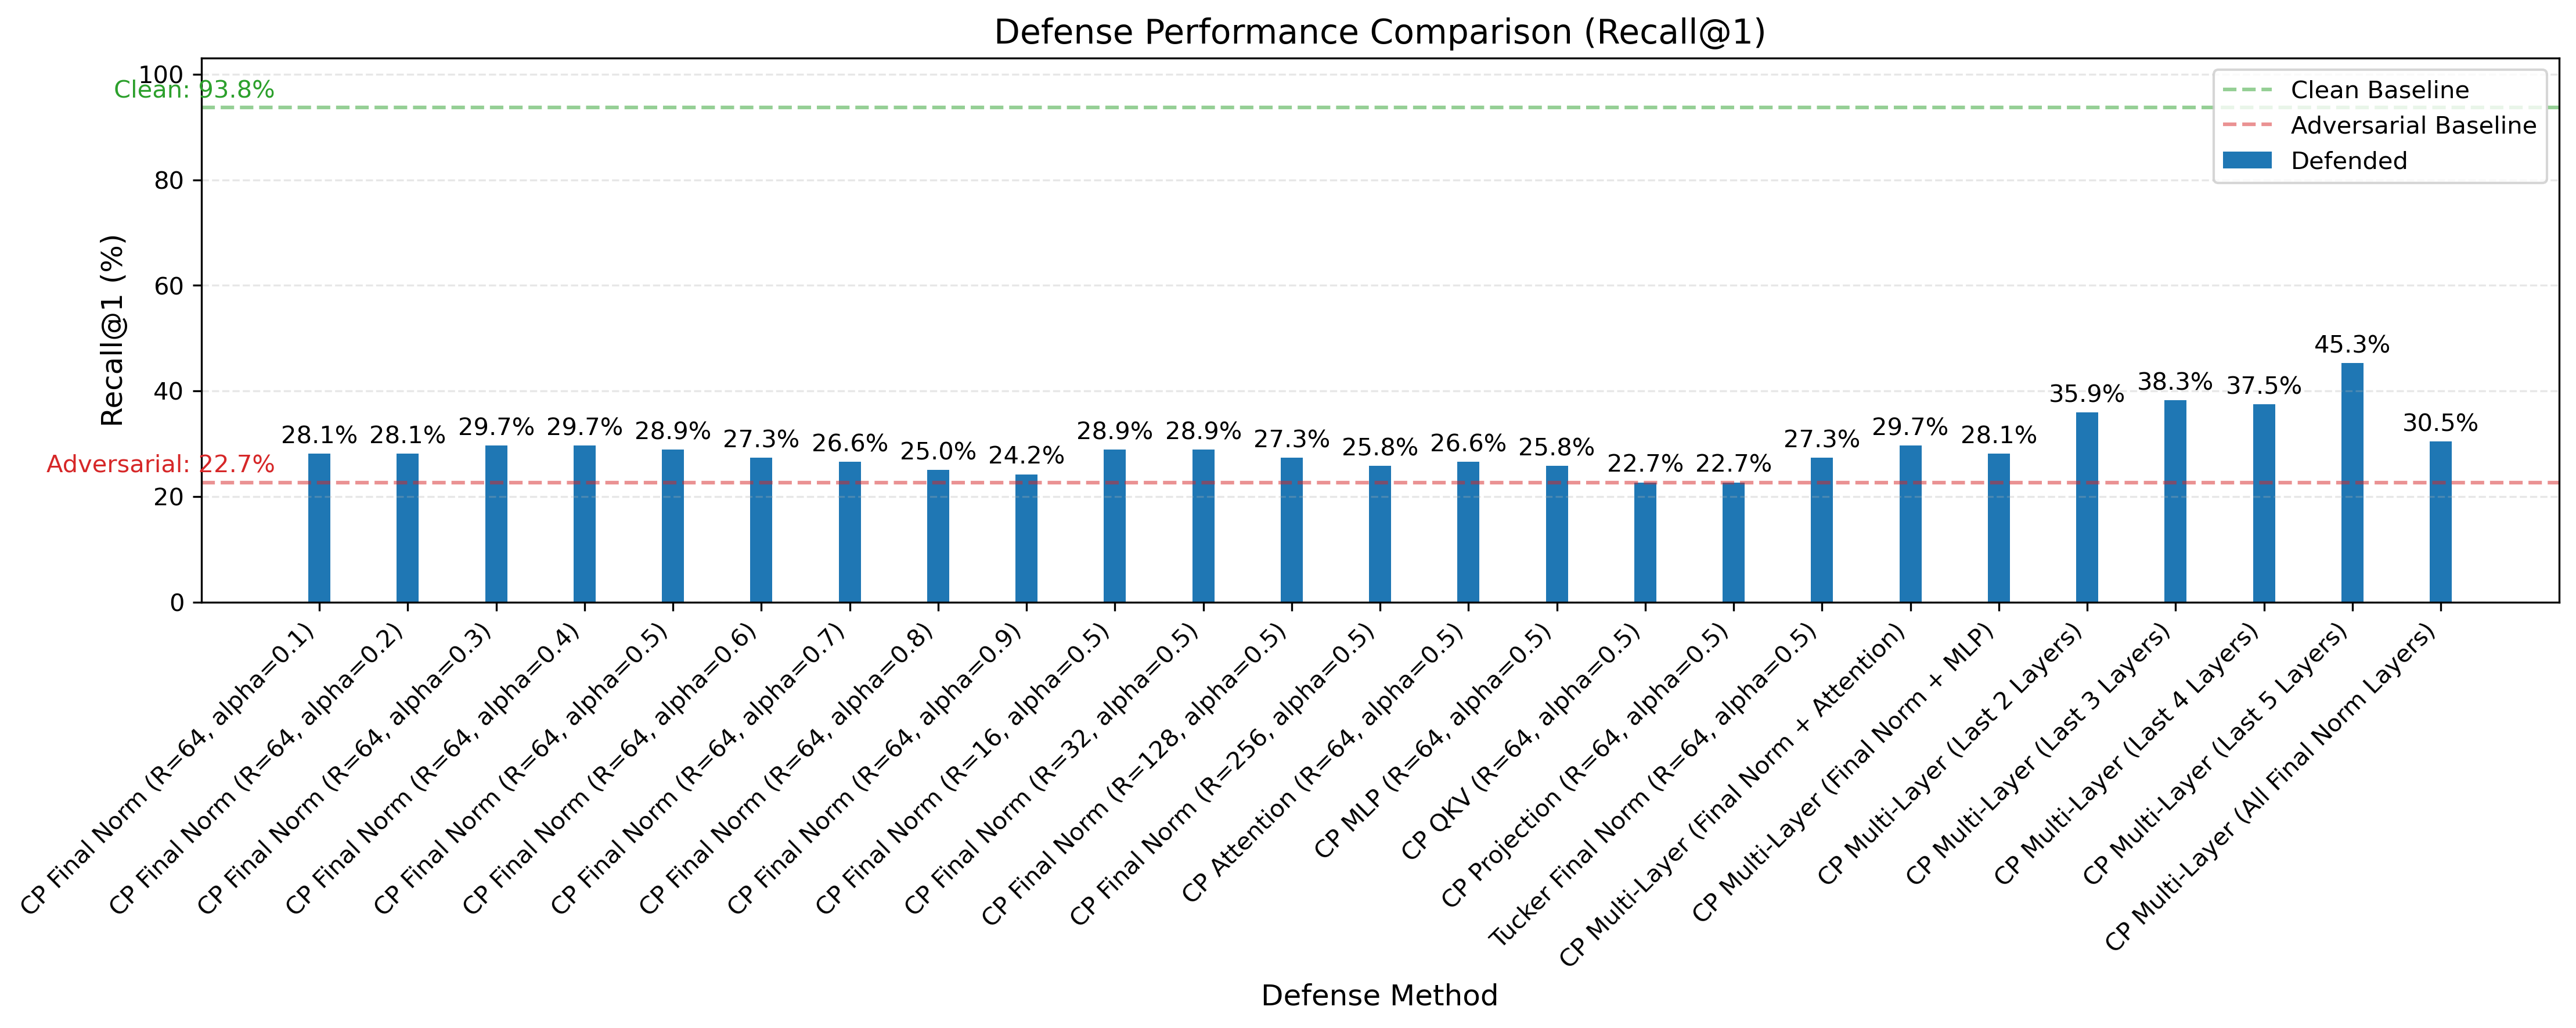 Defense Performance Comparison (Recall@1)
Recall@1 (%)
100
80
60
40
20
0
Clean: 93.8%
Adversarial: 22.7%
Clean Baseline
Adversarial Baseline
Defended
28.1%
28.1%
29.7%
29.7%
28.9%
27.3%
26.6%
25.0%
24.2%
28.9%
28.9%
27.3%
25.8%
26.6%
25.8%
22.7%
22.7%
27.3%
29.7%
28.1%
35.9%
38.3%
37.5%
45.3%
30.5%
CP Final Norm (R=64, alpha=0.1)
CP Final Norm (R=64, alpha=0.2)
CP Final Norm (R=64, alpha=0.3)
CP Final Norm (R=64, alpha=0.4)
CP Final Norm (R=64, alpha=0.5)
CP Final Norm (R=64, alpha=0.6)
CP Final Norm (R=64, alpha=0.7)
CP Final Norm (R=64, alpha=0.8)
CP Final Norm (R=64, alpha=0.9)
CP Final Norm (R=16, alpha=0.5)
CP Final Norm (R=32, alpha=0.5)
CP Final Norm (R=128, alpha=0.5)
CP Final Norm (R=256, alpha=0.5)
CP Attention (R=64, alpha=0.5)
CP MLP (R=64, alpha=0.5)
CP QKV (R=64, alpha=0.5)
CP Projection (R=64, alpha=0.5)
Tucker Final Norm (R=64, alpha=0.5)
CP Multi-Layer (Final Norm + Attention)
CP Multi-Layer (Final Norm + MLP)
CP Multi-Layer (Last 2 Layers)
CP Multi-Layer (Last 3 Layers)
CP Multi-Layer (Last 4 Layers)
CP Multi-Layer (Last 5 Layers)
CP Multi-Layer (All Final Norm Layers)
Defense Method